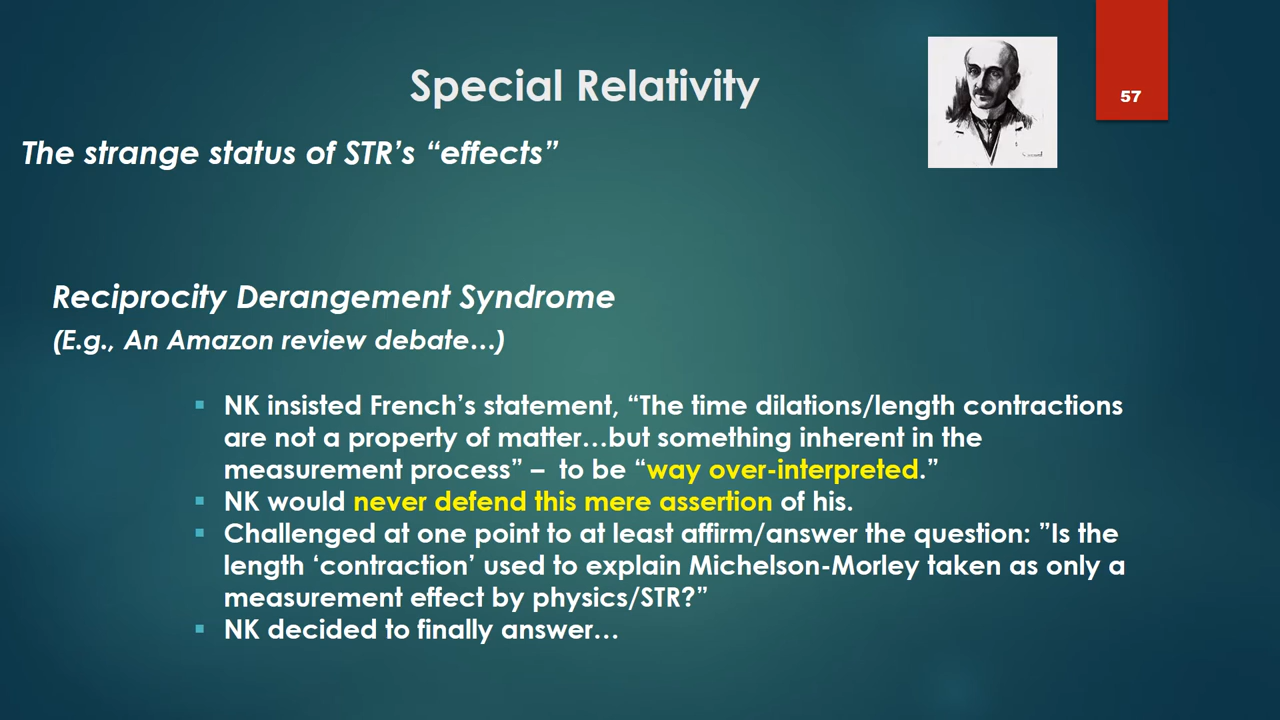 Special Relativity
57
The strange status of STR’s “effects”
Reciprocity Derangement Syndrome
(E.g., An Amazon review debate…)
▪ NK insisted French’s statement, “The time dilations/length contractions
are not a property of matter…but something inherent in the
measurement process” – to be “way over-interpreted.”
▪ NK would never defend this mere assertion of his.
▪ Challenged at one point to at least affirm/answer the question: ”Is the
length ‘contraction’ used to explain Michelson-Morley taken as only a
measurement effect by physics/STR?”
▪ NK decided to finally answer…